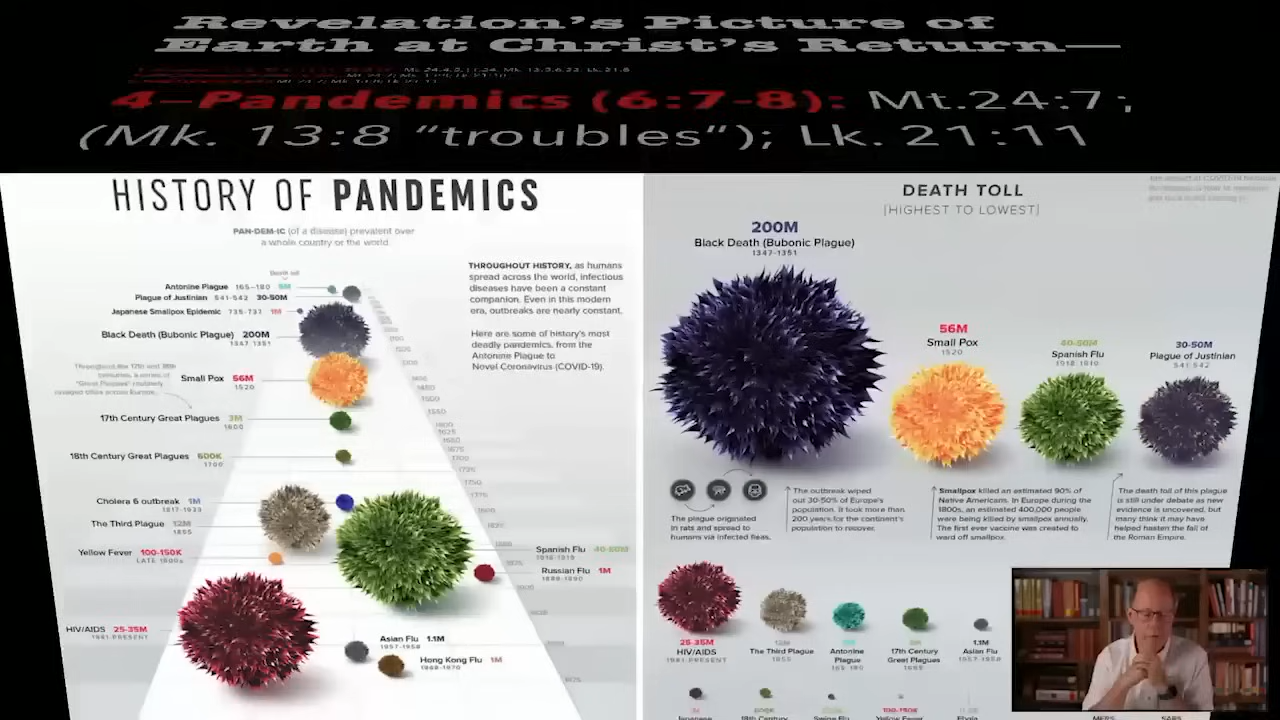 Revelation's Picture of
Earth at Christ's Return—
4—Pandemics (6:7-8): Mt.24:7;
(Mk. 13:8 "troubles"); Lk. 21:11
HISTORY OF PANDEMICS
PAN·DEM·IC (of a disease) prevalent over
a whole country or the world.
THROUGHOUT HISTORY, as humans
spread across the world, infectious
diseases have been a constant
companion. Even in this modern
era, outbreaks are nearly constant.
Here are some of history's most
deadly pandemics, from the
Antonine Plague to
Novel Coronavirus (COVID-19).
Death toll
Antonine Plague 165-180 5M
Plague of Justinian 541-542 30-50M
Japanese Smallpox Epidemic 735-737 1M
Black Death (Bubonic Plague) 200M
1347-1351
Small Pox 56M
1520
17th Century Great Plagues 3M
1600
18th Century Great Plagues 600K
1700
Cholera 6 outbreak 1M
1817-1923
The Third Plague 12M
1855
Yellow Fever 100-150K
LATE 1800s
Spanish Flu 40-50M
1918-1919
Russian Flu 1M
1889-1890
HIV/AIDS 25-35M
1981-PRESENT
Asian Flu 1.1M
1957-1958
Hong Kong Flu 1M
1968-1970
DEATH TOLL
[HIGHEST TO LOWEST]
200M
Black Death (Bubonic Plague)
1347-1351
56M
Small Pox
1520
40-50M
Spanish Flu
1918-1919
30-50M
Plague of Justinian
541-542
The plague originated
in rats and spread to
humans via infected fleas.
The outbreak wiped
out 30-50% of Europe's
population. It took more than
200 years for the continent's
population to recover.
Smallpox killed an estimated 90% of
Native Americans. In Europe during the
1800s, an estimated 400,000 people
were being killed by smallpox annually.
The first ever vaccine was created to
ward off smallpox.
The death toll of this plague
is still under debate as new
evidence is uncovered, but
many think it may have
helped hasten the fall of
the Roman Empire.
25-35M
HIV/AIDS
1981-PRESENT
12M
The Third Plague
1855
Antonine
Plague
165-180
17th Century
Great Plagues
1.1M
Asian Flu
1957-1958
Japanese
18th Century
Swine Flu
100-150K
Yellow Fever
Ebola
MERS
SARS